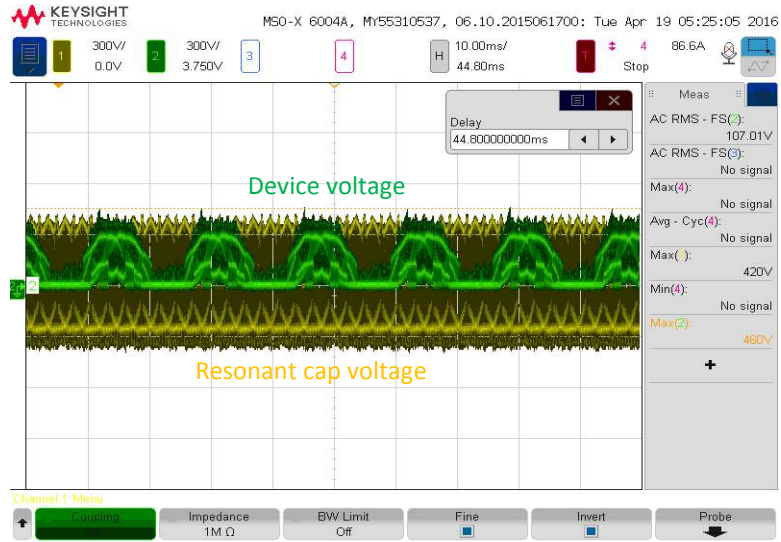 KEYSIGHT
TECHNOLOGIES
MSO-X 6004A, MY55310537, 06.10.2015061700: Tue Apr 19 05:25:05 2016
1 300V/ 0.0V 2 300V/ 3.750V 3 4 H 10.00ms/ 44.80ms T 4 86.6A Stop
Meas
Delay
44.800000000ms
AC RMS - FS(2):
107.01V
AC RMS - FS(3):
No signal
Max(4):
No signal
Avg - Cyc(4):
No signal
Max( ):
420V
Min(4):
No signal
Max(2):
460V
+
Device voltage
2
Resonant cap voltage
Channel 1 Menu
Coupling
Impedance
1M Ω
BW Limit
Off
Fine
Invert
Probe